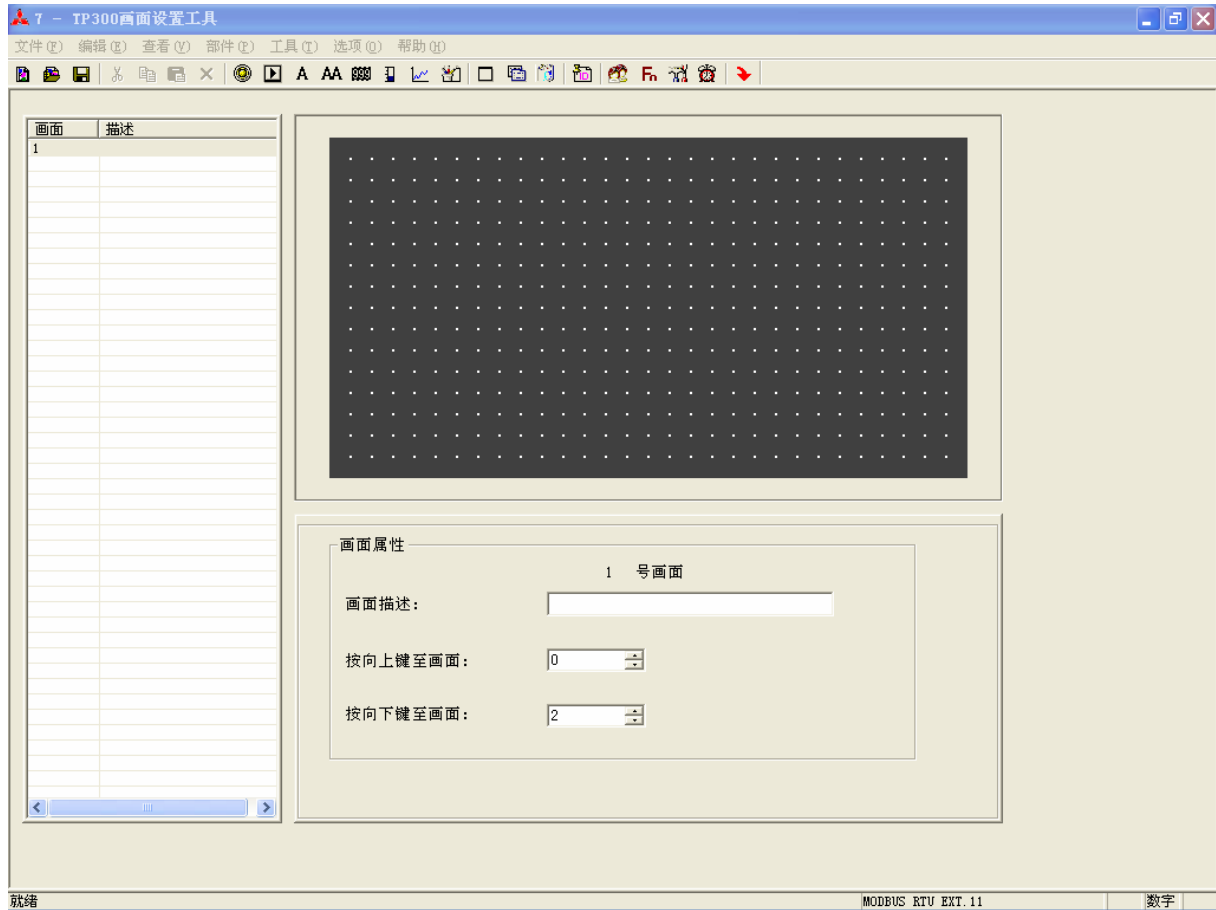 7 - TP300画面设置工具
文件(F) 编辑(E) 查看(V) 部件(P) 工具(T) 选项(O) 帮助(H)
A AA Fn
画面 描述
1
画面属性
1 号画面
画面描述:
按向上键至画面: 0
按向下键至画面: 2
就绪 MODBUS RTU EXT.11 数字